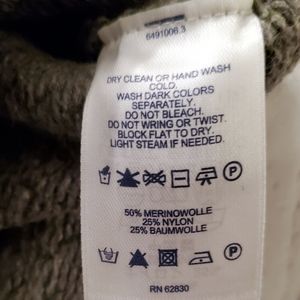 6491006.3
DRY CLEAN OR HAND WASH
COLD.
WASH DARK COLORS
SEPARATELY.
DO NOT BLEACH.
DO NOT WRING OR TWIST.
BLOCK FLAT TO DRY.
LIGHT STEAM IF NEEDED.
P
50% MERINOWOLLE
25% NYLON
25% BAUMWOLLE
P
RN 62830